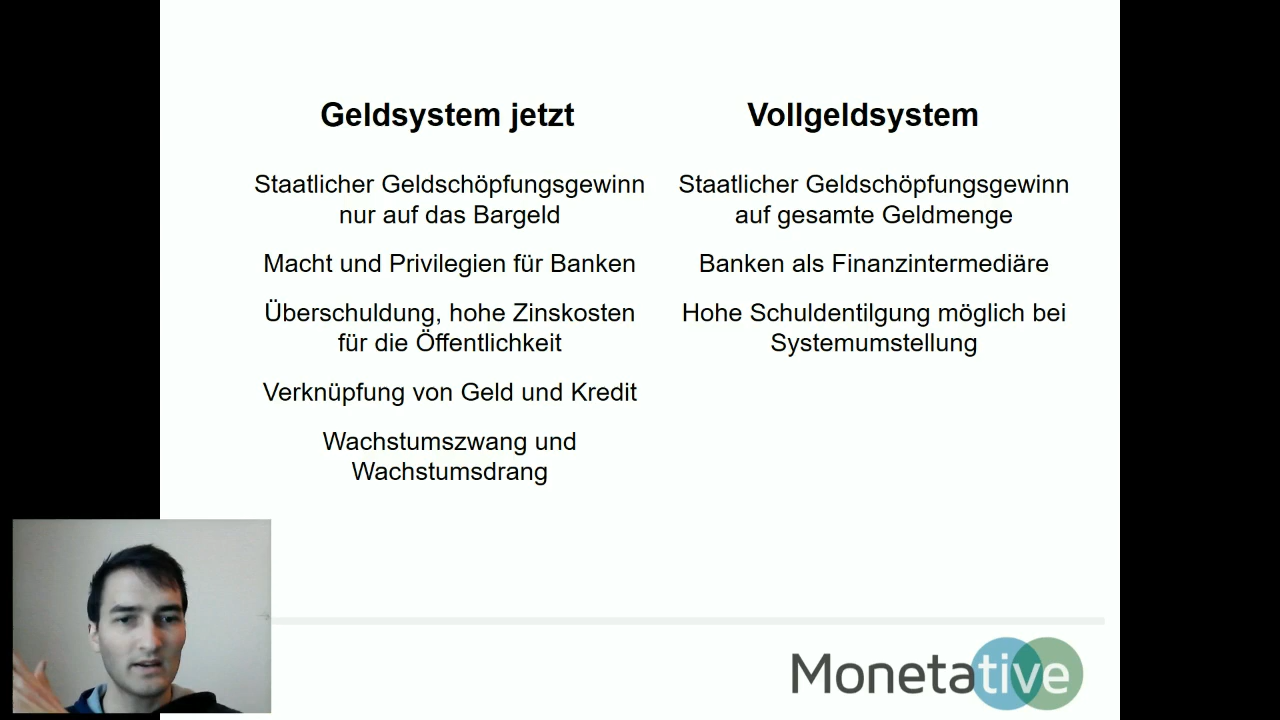 Geldsystem jetzt
Staatlicher Geldschöpfungsgewinn
nur auf das Bargeld
Macht und Privilegien für Banken
Überschuldung, hohe Zinskosten
für die Öffentlichkeit
Verknüpfung von Geld und Kredit
Wachstumszwang und
Wachstumsdrang
Vollgeldsystem
Staatlicher Geldschöpfungsgewinn
auf gesamte Geldmenge
Banken als Finanzintermediäre
Hohe Schuldentilgung möglich bei
Systemumstellung
Monetative